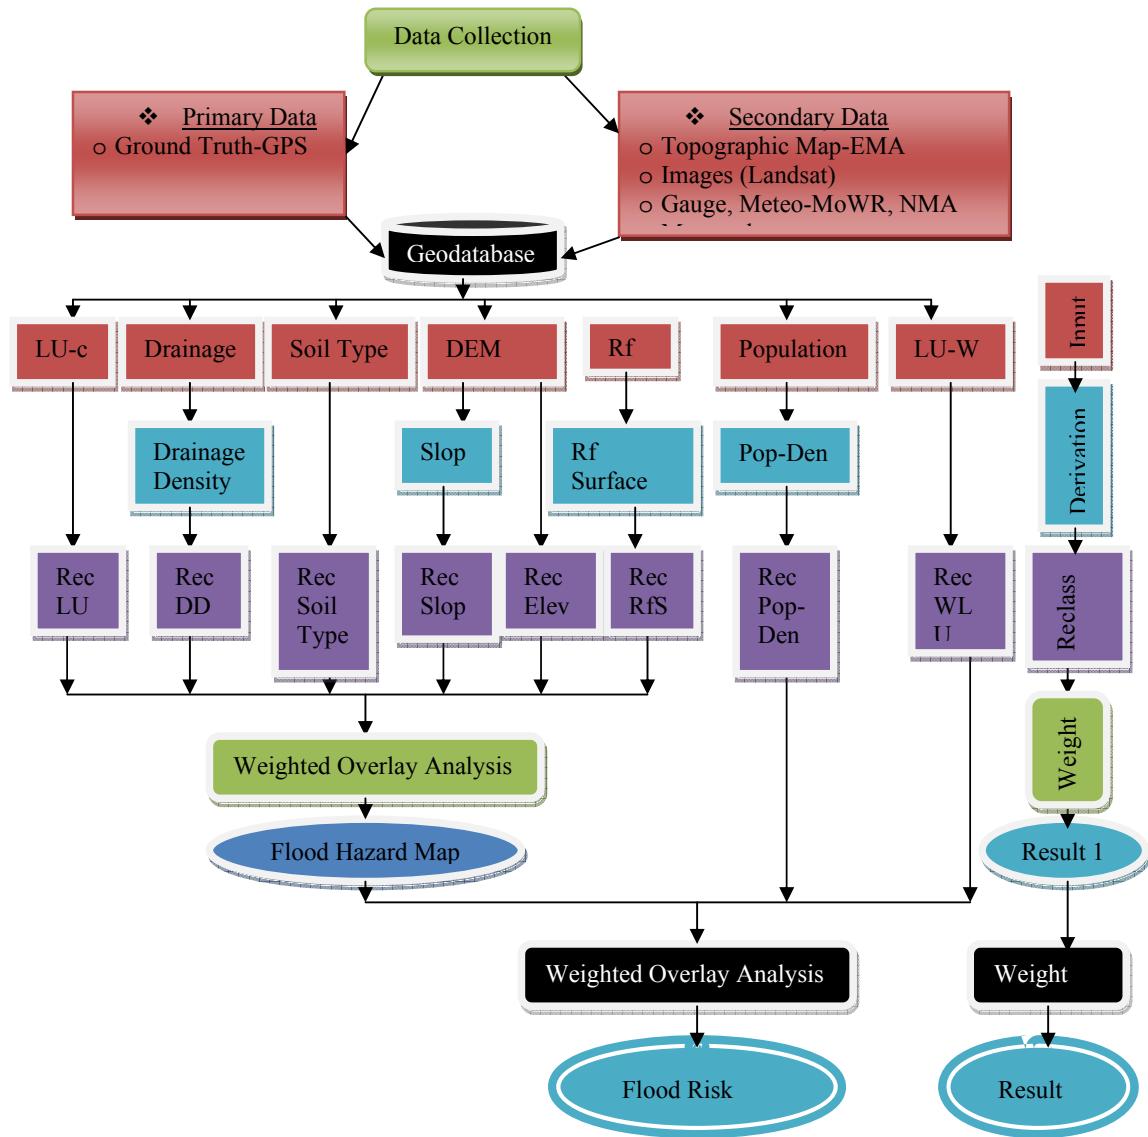 Data Collection
❖ Primary Data
o Ground Truth-GPS
❖ Secondary Data
o Topographic Map-EMA
o Images (Landsat)
o Gauge, Meteo-MoWR, NMA
Geodatabase
LU-c
Drainage
Soil Type
DEM
Rf
Population
LU-W
Input
Drainage
Density
Slop
Rf
Surface
Pop-Den
Derivation
Rec
LU
Rec
DD
Rec
Soil
Type
Rec
Slop
Rec
Elev
Rec
RfS
Rec
Pop-
Den
Rec
WL
U
Reclass
Weighted Overlay Analysis
Weight
Flood Hazard Map
Result 1
Weighted Overlay Analysis
Weight
Flood Risk
Result